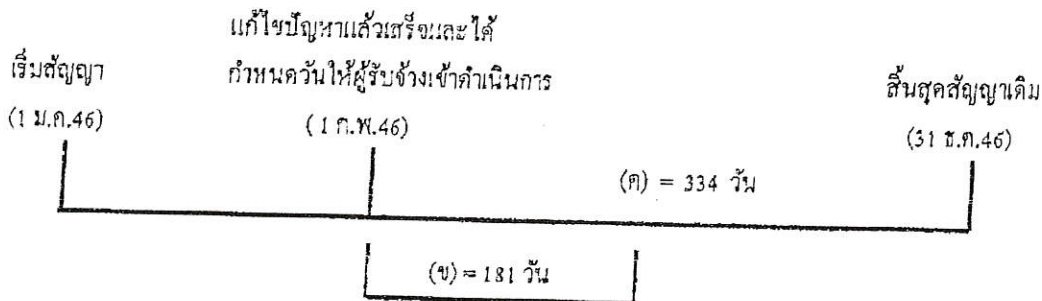 แก้ไขปัญหาแล้วเสร็จและได้
เริ่มสัญญา
กำหนดวันให้ผู้รับจ้างเข้าดำเนินการ
สิ้นสุดสัญญาเดิม
(1 ม.ค.46)
(1 ก.พ.46)
(31 ธ.ค.46)
(ค) = 334 วัน
(ข) = 181 วัน